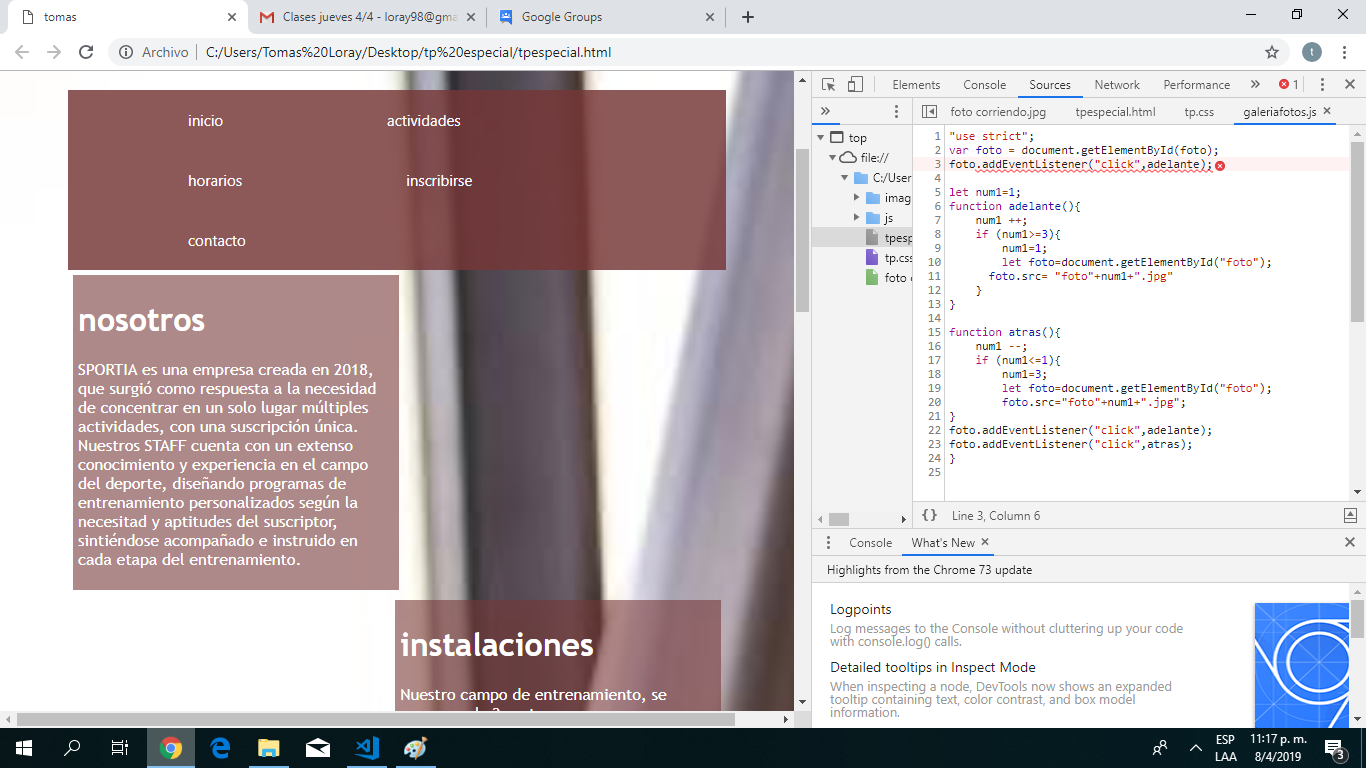 tomas
Clases jueves 4/4 - loray98@gma
Google Groups
Archivo
C:/Users/Tomas%20Loray/Desktop/tp%20especial/tpespecial.html
t
inicio
actividades
horarios
inscribirse
contacto
nosotros
SPORTIA es una empresa creada en 2018,
que surgió como respuesta a la necesidad
de concentrar en un solo lugar múltiples
actividades, con una suscripción única.
Nuestros STAFF cuenta con un extenso
conocimiento y experiencia en el campo
del deporte, diseñando programas de
entrenamiento personalizados según la
necesitad y aptitudes del suscriptor,
sintiéndose acompañado e instruido en
cada etapa del entrenamiento.
instalaciones
Nuestro campo de entrenamiento, se
Elements Console Sources Network Performance » 1
»
foto corriendo.jpg tpespecial.html tp.css galeriafotos.js
top
file://
C:/User
imag
js
tpesp
tp.css
foto c
1 "use strict";
2 var foto = document.getElementById(foto);
3 foto.addEventListener("click",adelante);
4
5 let num1=1;
6 function adelante(){
7 num1 ++;
8 if (num1>=3){
9 num1=1;
10 let foto=document.getElementById("foto");
11 foto.src= "foto"+num1+".jpg"
12 }
13 }
14
15 function atras(){
16 num1 --;
17 if (num1<=1){
18 num1=3;
19 let foto=document.getElementById("foto");
20 foto.src="foto"+num1+".jpg";
21 }
22 foto.addEventListener("click",adelante);
23 foto.addEventListener("click",atras);
24 }
25
{} Line 3, Column 6
Console What's New
Highlights from the Chrome 73 update
Logpoints
Log messages to the Console without cluttering up your code
with console.log() calls.
Detailed tooltips in Inspect Mode
When inspecting a node, DevTools now shows an expanded
tooltip containing text, color contrast, and box model
information.
ESP
LAA
11:17 p. m.
8/4/2019
3